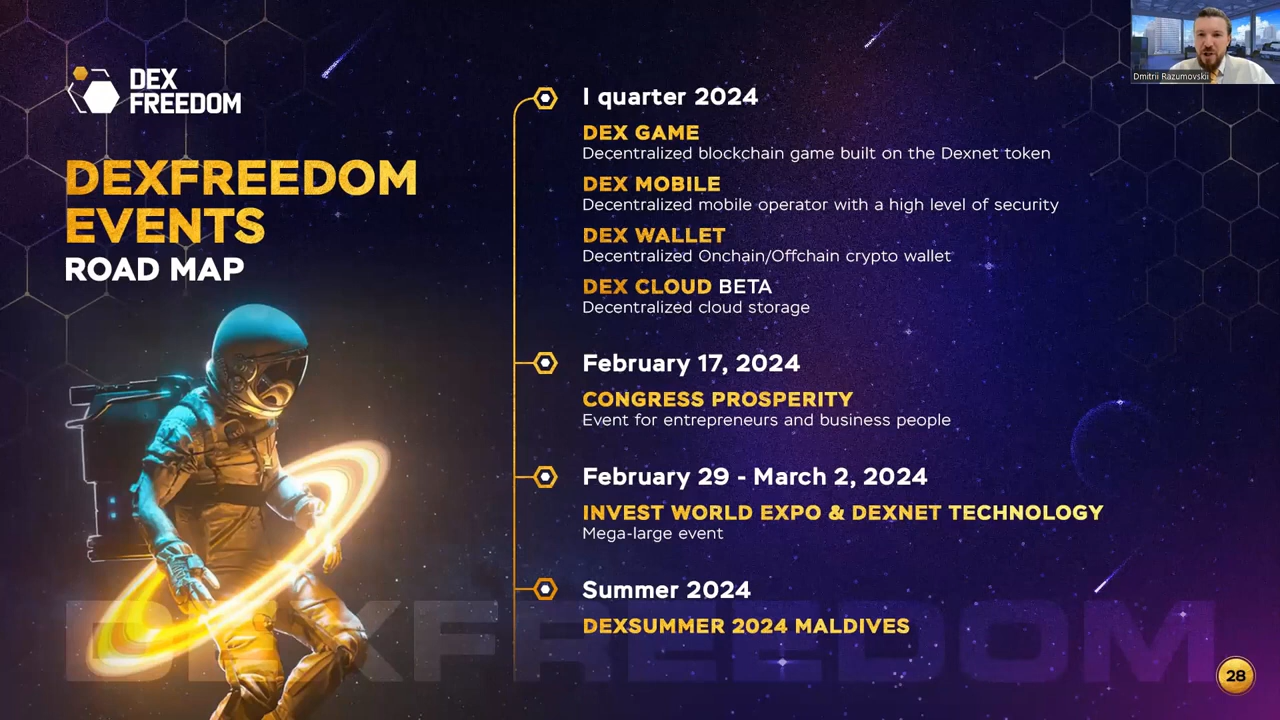 DEX
FREEDOM
DEXFREEDOM
EVENTS
ROAD MAP
I quarter 2024
DEX GAME
Decentralized blockchain game built on the Dexnet token
DEX MOBILE
Decentralized mobile operator with a high level of security
DEX WALLET
Decentralized Onchain/Offchain crypto wallet
DEX CLOUD BETA
Decentralized cloud storage
February 17, 2024
CONGRESS PROSPERITY
Event for entrepreneurs and business people
February 29 - March 2, 2024
INVEST WORLD EXPO & DEXNET TECHNOLOGY
Mega-large event
Summer 2024
DEXSUMMER 2024 MALDIVES
DEXFREEDOM
28
Dmitrii Razumovskii